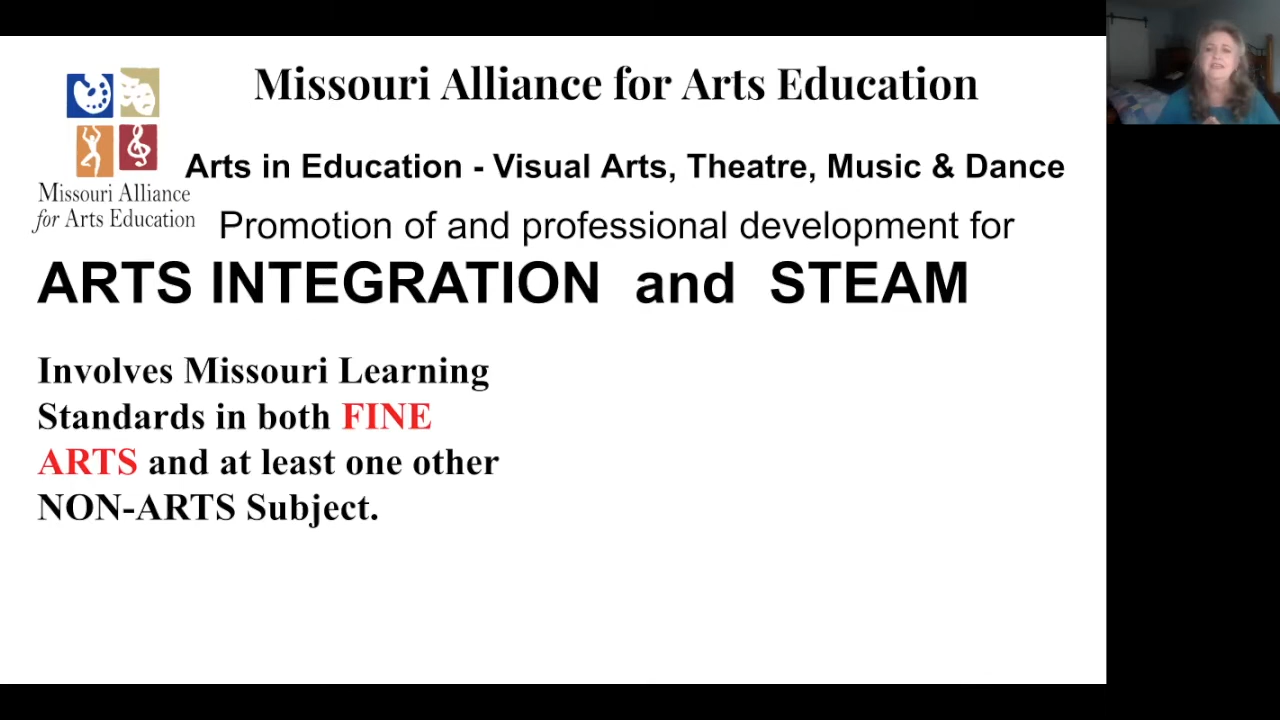 Missouri Alliance for Arts Education
Arts in Education - Visual Arts, Theatre, Music & Dance
Missouri Alliance
for Arts Education
Promotion of and professional development for
ARTS INTEGRATION and STEAM
Involves Missouri Learning
Standards in both FINE
ARTS and at least one other
NON-ARTS Subject.